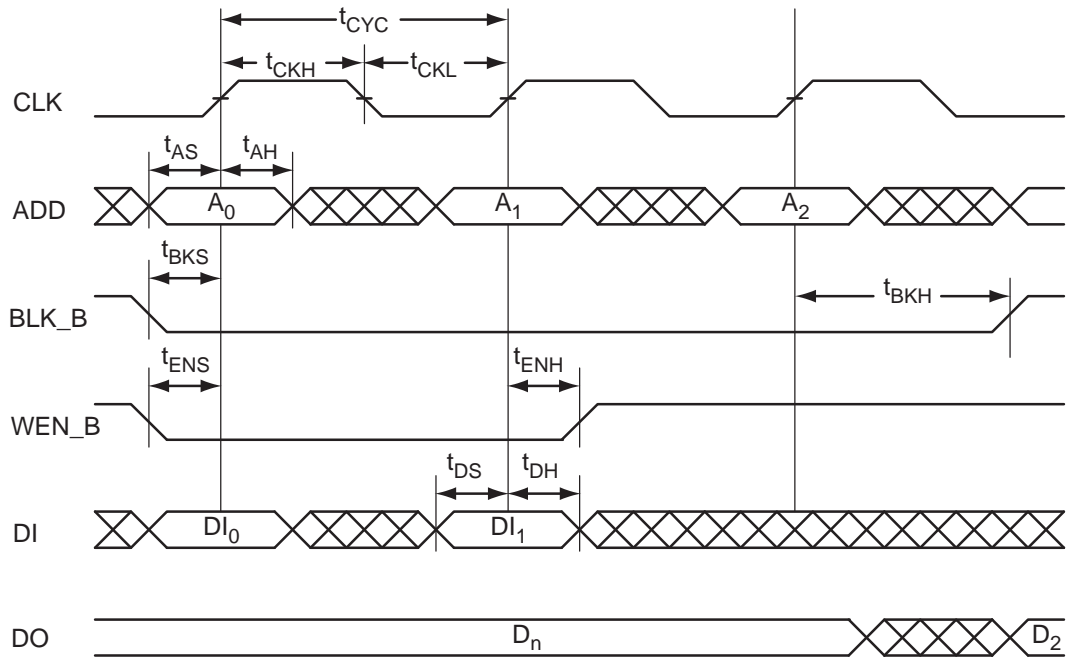 tCYC
tCKH tCKL
CLK
tAS tAH
ADD A0 A1 A2
tBKS tBKH
BLK_B
tENS tENH
WEN_B
tDS tDH
DI DI0 DI1
DO Dn D2